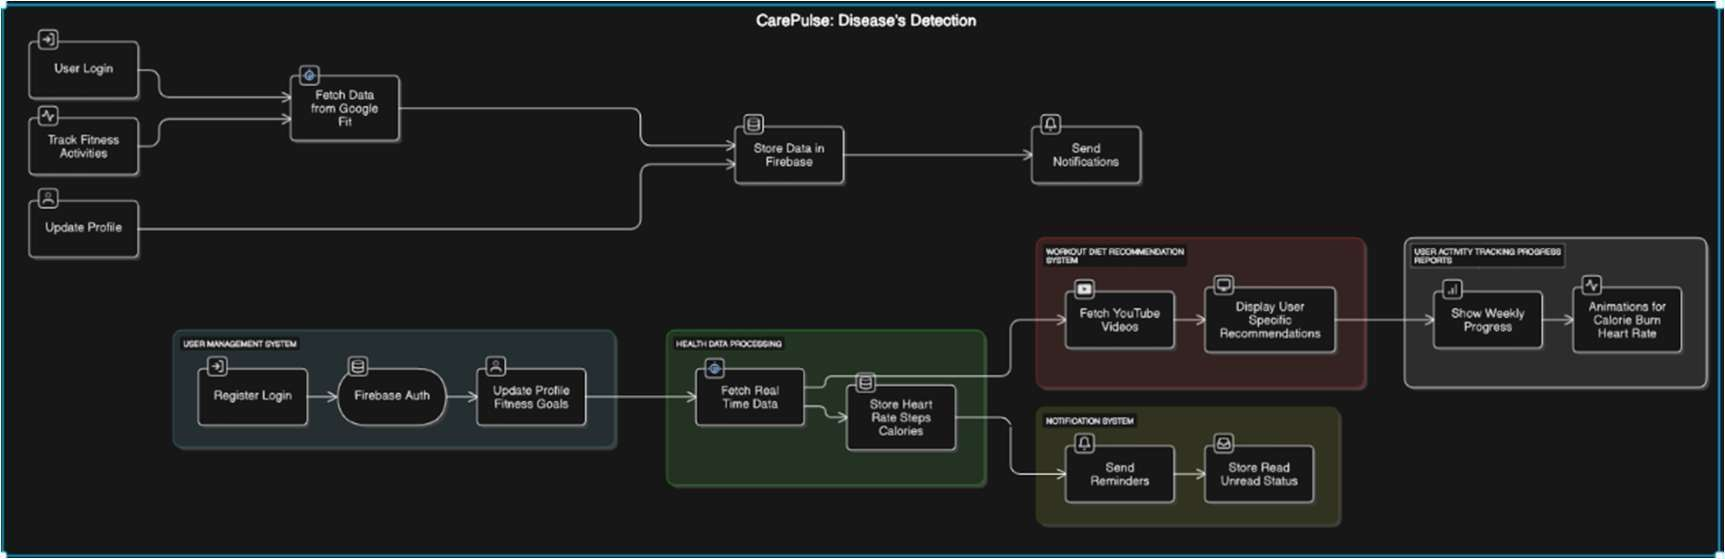 CarePulse: Disease's Detection
User Login
Track Fitness
Activities
Update Profile
Fetch Data
from Google
Fit
Store Data in
Firebase
Send
Notifications
USER MANAGEMENT SYSTEM
Register Login
Firebase Auth
Update Profile
Fitness Goals
HEALTH DATA PROCESSING
Fetch Real
Time Data
Store Heart
Rate Steps
Calories
WORKOUT DIET RECOMMENDATION
SYSTEM
Fetch YouTube
Videos
Display User
Specific
Recommendations
USER ACTIVITY TRACKING PROGRESS
REPORTS
Show Weekly
Progress
Animations for
Calorie Burn
Heart Rate
NOTIFICATION SYSTEM
Send
Reminders
Store Read
Unread Status